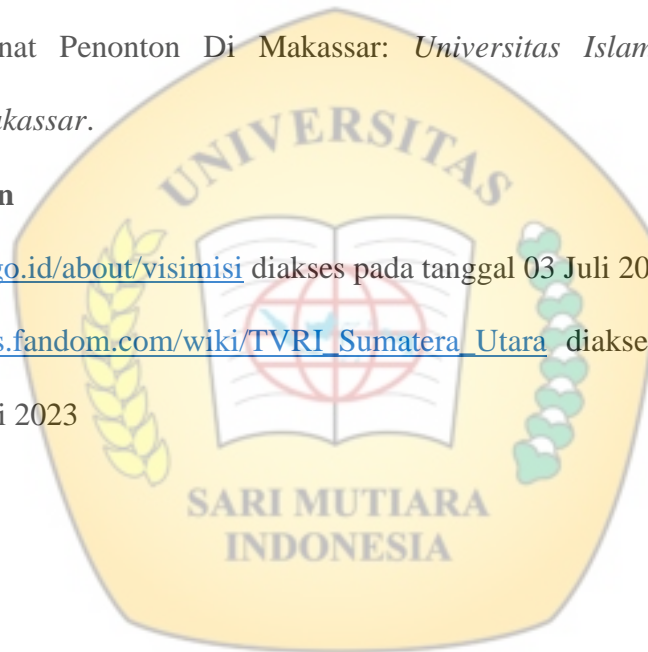 nat Penonton Di Makassar: Universitas Islam
kassar.
UNIVERSITAS
n
go.id/about/visimisi diakses pada tanggal 03 Juli 20
s.fandom.com/wiki/TVRI_Sumatera_Utara diakse
i 2023
SARI MUTIARA
INDONESIA